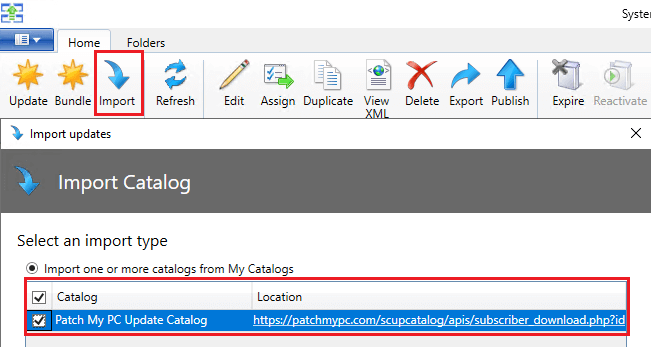 Syste
Home Folders
Update Bundle Import Refresh Edit Assign Duplicate View XML Delete Export Publish Expire Reactivate
Import updates
Import Catalog
Select an import type
Import one or more catalogs from My Catalogs
Catalog Location
Patch My PC Update Catalog https://patchmypc.com/scupcatalog/apis/subscriber_download.php?id